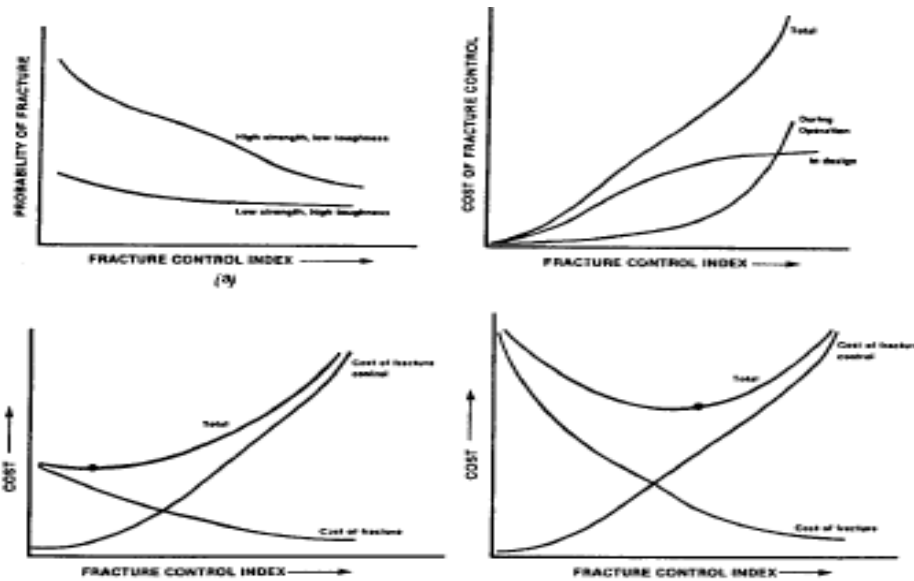 PROBABILITY OF FRACTURE
High strength, low toughness
Low strength, high toughness
FRACTURE CONTROL INDEX
(a)
COST OF FRACTURE CONTROL
Total
During
Operation
In design
FRACTURE CONTROL INDEX
COST
Cost of fracture
control
Total
Cost of fracture
FRACTURE CONTROL INDEX
COST
Cost of fracture
control
Total
Cost of fracture
FRACTURE CONTROL INDEX